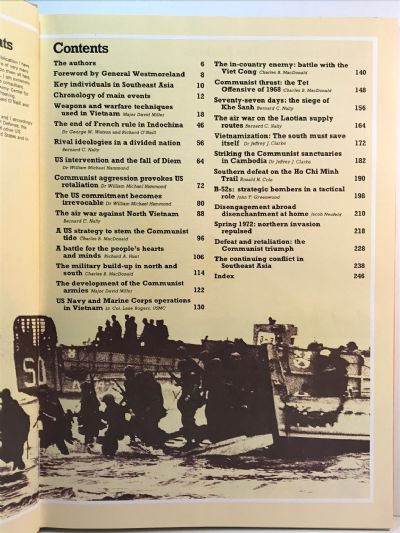 Contents
The authors 6
Foreword by General Westmoreland 8
Key individuals in Southeast Asia 10
Chronology of main events 12
Weapons and warfare techniques
used in Vietnam Major David Miller 18
The end of French rule in Indochina 46
Dr George M. Watson and Richard O'Neill
Rival ideologies in a divided nation 56
Bernard C. Nalty
US intervention and the fall of Diem 64
Dr William Michael Hammond
Communist aggression provokes US
retaliation Dr William Michael Hammond 72
The US commitment becomes
irrevocable Dr William Michael Hammond 80
The air war against North Vietnam 88
Bernard C. Nalty
A US strategy to stem the Communist
tide Charles B. MacDonald 96
A battle for the people's hearts
and minds Richard A. Hunt 106
The military build-up in north and
south Charles B. MacDonald 114
The development of the Communist
armies Major David Miller 122
US Navy and Marine Corps operations
in Vietnam Lt. Col. Lane Rogers, USMC 130
The in-country enemy: battle with the
Viet Cong Charles B. MacDonald 140
Communist thrust: the Tet
Offensive of 1968 Charles B. MacDonald 148
Seventy-seven days: the siege of
Khe Sanh Bernard C. Nalty 156
The air war on the Laotian supply
routes Bernard C. Nalty 164
Vietnamization: The south must save
itself Dr Jeffrey J. Clarke 172
Striking the Communist sanctuaries
in Cambodia Dr Jeffrey J. Clarke 182
Southern defeat on the Ho Chi Minh
Trail Ronald H. Cole 190
B-52s: strategic bombers in a tactical
role John T. Greenwood 198
Disengagement abroad
disenchantment at home Jacob Neufeld 210
Spring 1972: northern invasion
repulsed 218
Defeat and retaliation: the
Communist triumph 228
The continuing conflict in
Southeast Asia 238
Index 246